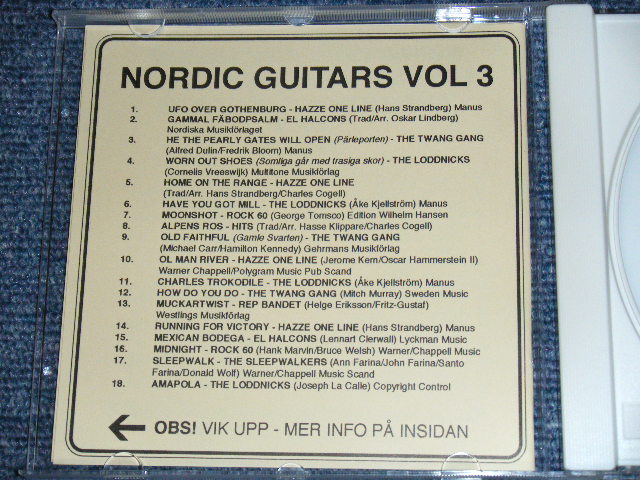 NORDIC GUITARS VOL 3
1. UFO OVER GOTHENBURG - HAZZE ONE LINE (Hans Strandberg) Manus
2. GAMMAL FÄBODPSALM - EL HALCONS (Trad/Arr. Oskar Lindberg)
Nordiska Musikförlaget
3. HE THE PEARLY GATES WILL OPEN (Pärleporten) - THE TWANG GANG
(Alfred Dulin/Fredrik Bloom) Manus
4. WORN OUT SHOES (Somliga går med trasiga skor) - THE LODDNICKS
(Cornelis Vreeswijk) Multitone Musikförlag
5. HOME ON THE RANGE - HAZZE ONE LINE
(Trad/Arr. Hans Strandberg/Charles Cogell)
6. HAVE YOU GOT MILL - THE LODDNICKS (Åke Kjellström) Manus
7. MOONSHOT - ROCK 60 (George Tomsco) Edition Wilhelm Hansen
8. ALPENS ROS - HITS (Trad/Arr. Hasse Klippare/Charles Cogell)
9. OLD FAITHFUL (Gamle Svarten) - THE TWANG GANG
(Michael Carr/Hamilton Kennedy) Gehrmans Musikförlag
10. OL MAN RIVER - HAZZE ONE LINE (Jerome Kern/Oscar Hammerstein II)
Warner Chappell/Polygram Music Pub Scand
11. CHARLES TROKODILE - THE LODDNICKS (Åke Kjellström) Manus
12. HOW DO YOU DO - THE TWANG GANG (Mitch Murray) Sweden Music
13. MUCKARTWIST - REP BANDET (Helge Eriksson/Fritz-Gustaf)
Westlings Musikförlag
14. RUNNING FOR VICTORY - HAZZE ONE LINE (Hans Strandberg) Manus
15. MEXICAN BODEGA - EL HALCONS (Lennart Clerwall) Lyckman Music
16. MIDNIGHT - ROCK 60 (Hank Marvin/Bruce Welsh) Warner/Chappell Music
17. SLEEPWALK - THE SLEEPWALKERS (Ann Farina/John Farina/Santo
Farina/Donald Wolf) Warner/Chappell Music Scand
18. AMAPOLA - THE LODDNICKS (Joseph La Calle) Copyright Control
OBS! VIK UPP - MER INFO PÅ INSIDAN